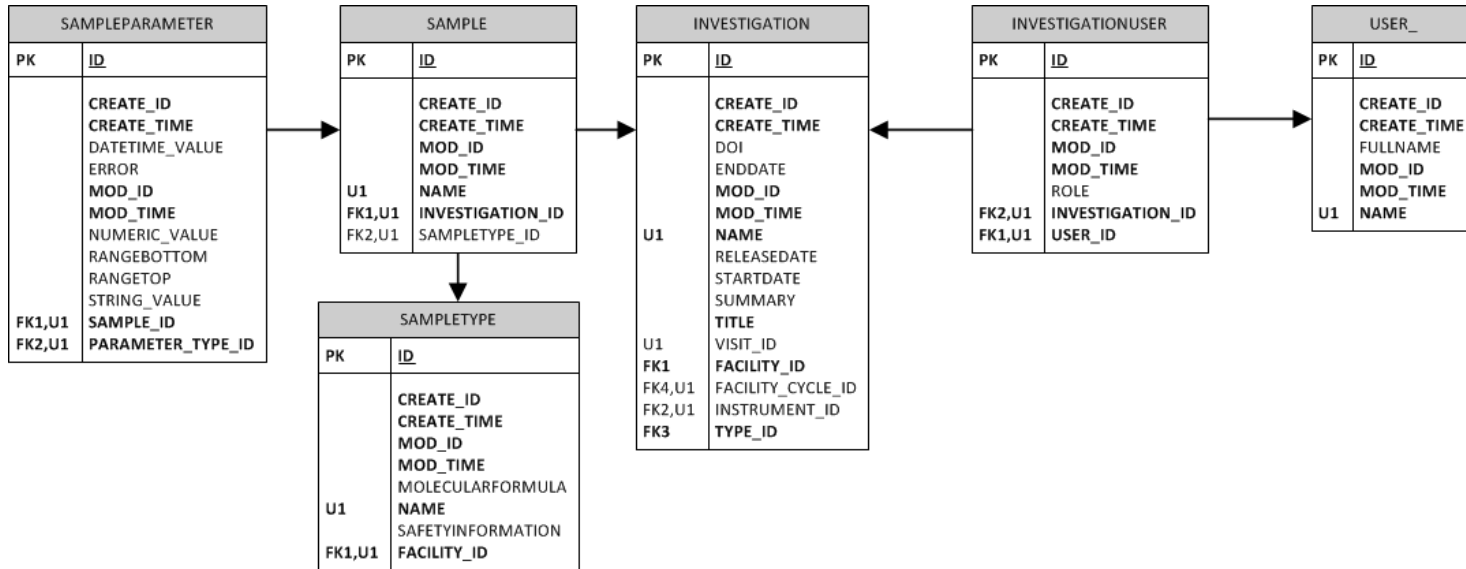 SAMPLEPARAMETER
PK ID
CREATE_ID
CREATE_TIME
DATETIME_VALUE
ERROR
MOD_ID
MOD_TIME
NUMERIC_VALUE
RANGEBOTTOM
RANGETOP
STRING_VALUE
FK1,U1 SAMPLE_ID
FK2,U1 PARAMETER_TYPE_ID
SAMPLE
PK ID
CREATE_ID
CREATE_TIME
MOD_ID
MOD_TIME
U1 NAME
FK1,U1 INVESTIGATION_ID
FK2,U1 SAMPLETYPE_ID
SAMPLETYPE
PK ID
CREATE_ID
CREATE_TIME
MOD_ID
MOD_TIME
MOLECULARFORMULA
U1 NAME
SAFETYINFORMATION
FK1,U1 FACILITY_ID
INVESTIGATION
PK ID
CREATE_ID
CREATE_TIME
DOI
ENDDATE
MOD_ID
MOD_TIME
U1 NAME
RELEASEDATE
STARTDATE
SUMMARY
TITLE
U1 VISIT_ID
FK1 FACILITY_ID
FK4,U1 FACILITY_CYCLE_ID
FK2,U1 INSTRUMENT_ID
FK3 TYPE_ID
INVESTIGATIONUSER
PK ID
CREATE_ID
CREATE_TIME
MOD_ID
MOD_TIME
ROLE
FK2,U1 INVESTIGATION_ID
FK1,U1 USER_ID
USER_
PK ID
CREATE_ID
CREATE_TIME
FULLNAME
MOD_ID
MOD_TIME
U1 NAME